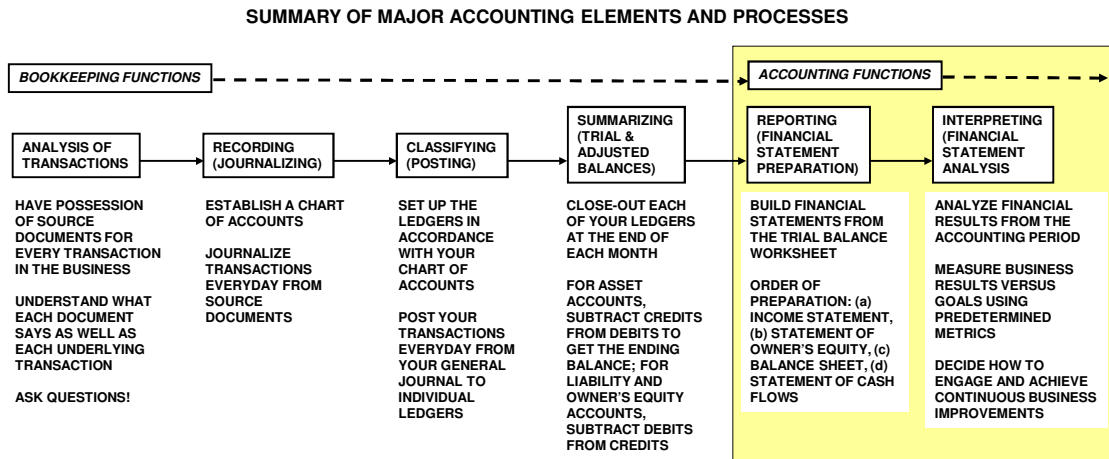 SUMMARY OF MAJOR ACCOUNTING ELEMENTS AND PROCESSES
BOOKKEEPING FUNCTIONS
ACCOUNTING FUNCTIONS
ANALYSIS OF
TRANSACTIONS
RECORDING
(JOURNALIZING)
CLASSIFYING
(POSTING)
SUMMARIZING
(TRIAL &
ADJUSTED
BALANCES)
REPORTING
(FINANCIAL
STATEMENT
PREPARATION)
INTERPRETING
(FINANCIAL
STATEMENT
ANALYSIS
HAVE POSSESSION
OF SOURCE
DOCUMENTS FOR
EVERY TRANSACTION
IN THE BUSINESS
UNDERSTAND WHAT
EACH DOCUMENT
SAYS AS WELL AS
EACH UNDERLYING
TRANSACTION
ASK QUESTIONS!
ESTABLISH A CHART
OF ACCOUNTS
JOURNALIZE
TRANSACTIONS
EVERYDAY FROM
SOURCE
DOCUMENTS
SET UP THE
LEDGERS IN
ACCORDANCE
WITH YOUR
CHART OF
ACCOUNTS
POST YOUR
TRANSACTIONS
EVERYDAY FROM
YOUR GENERAL
JOURNAL TO
INDIVIDUAL
LEDGERS
CLOSE-OUT EACH
OF YOUR LEDGERS
AT THE END OF
EACH MONTH
FOR ASSET
ACCOUNTS,
SUBTRACT CREDITS
FROM DEBITS TO
GET THE ENDING
BALANCE; FOR
LIABILITY AND
OWNER'S EQUITY
ACCOUNTS,
SUBTRACT DEBITS
FROM CREDITS
BUILD FINANCIAL
STATEMENTS FROM
THE TRIAL BALANCE
WORKSHEET
ORDER OF
PREPARATION: (a)
INCOME STATEMENT,
(b) STATEMENT OF
OWNER'S EQUITY, (c)
BALANCE SHEET, (d)
STATEMENT OF CASH
FLOWS
ANALYZE FINANCIAL
RESULTS FROM THE
ACCOUNTING PERIOD
MEASURE BUSINESS
RESULTS VERSUS
GOALS USING
PREDETERMINED
METRICS
DECIDE HOW TO
ENGAGE AND ACHIEVE
CONTINUOUS BUSINESS
IMPROVEMENTS